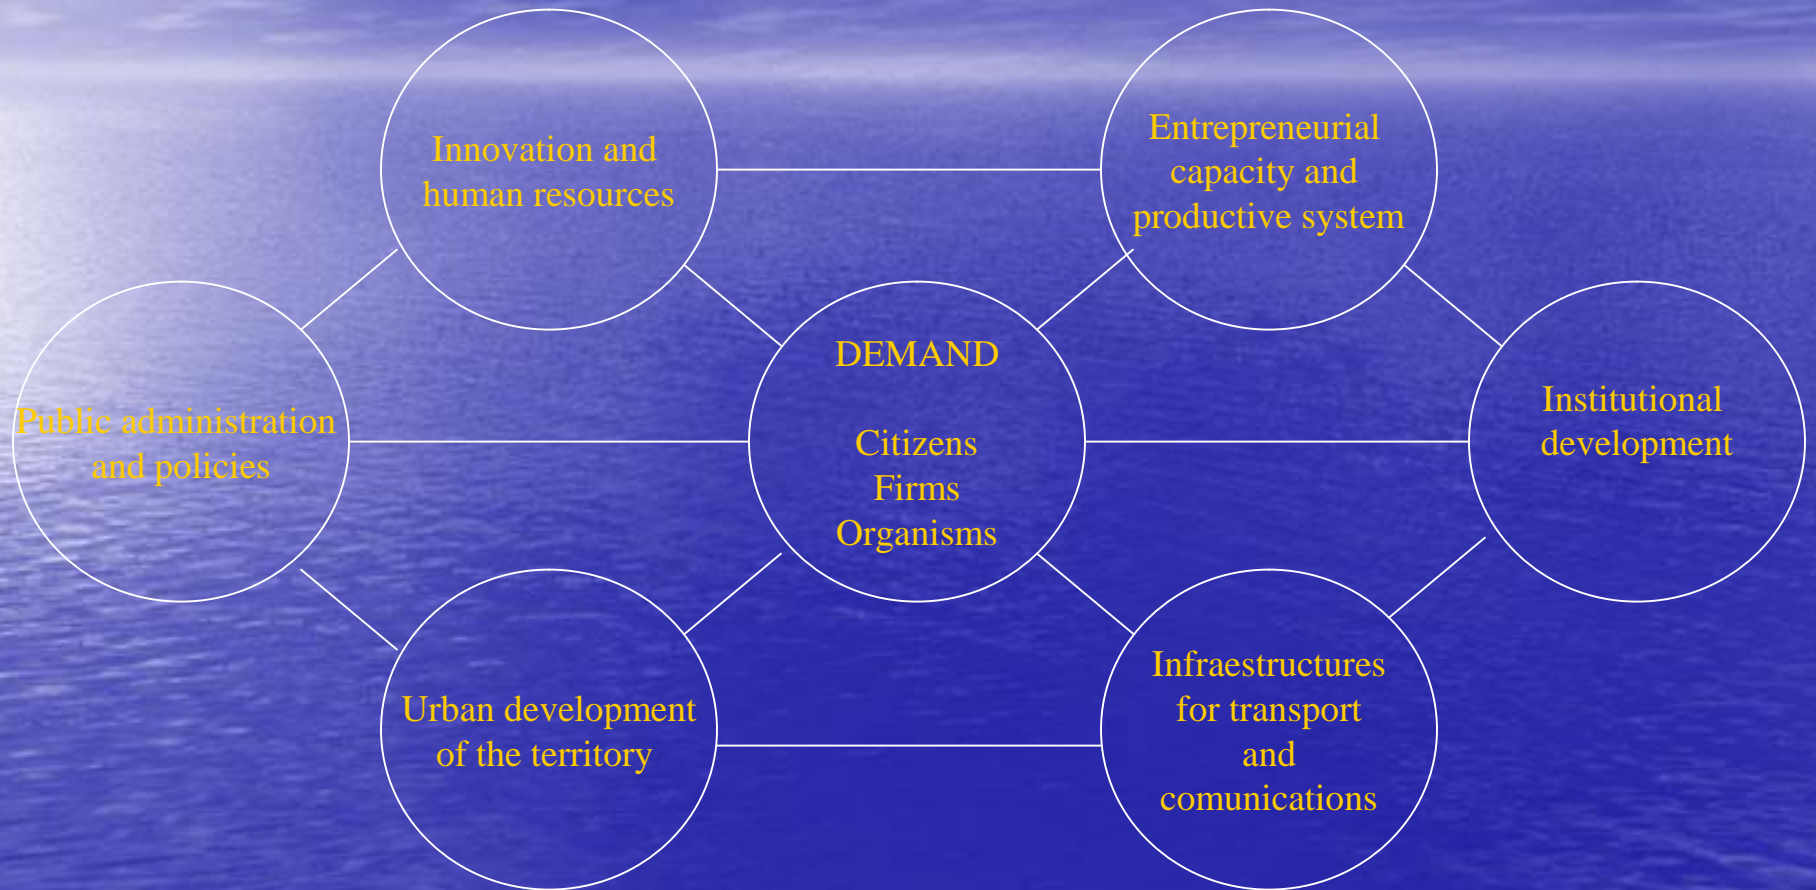 Innovation and
human resources
Entrepreneurial
capacity and
productive system
Public administration
and policies
DEMAND
Citizens
Firms
Organisms
Institutional
development
Urban development
of the territory
Infraestructures
for transport
and
comunications